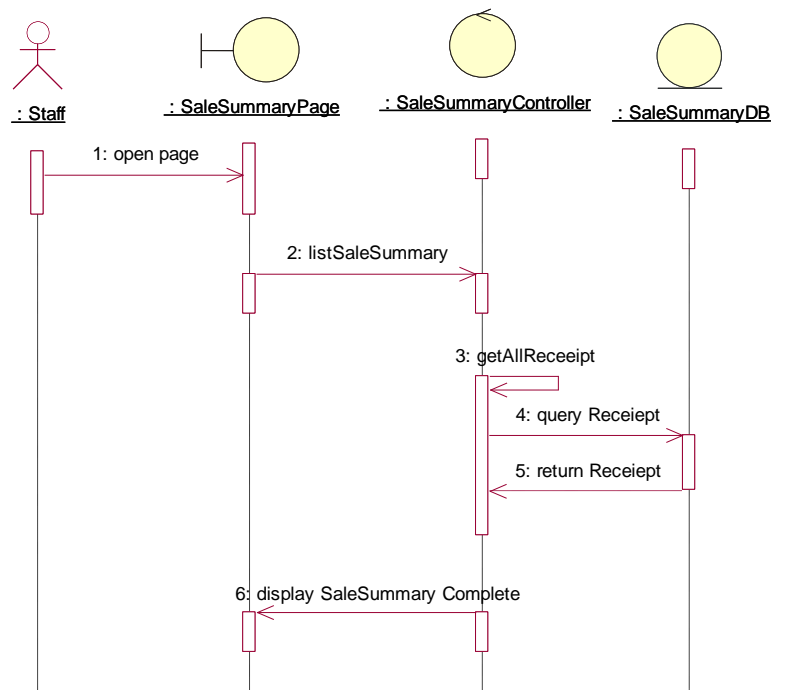 : Staff
: SaleSummaryPage
: SaleSummaryController
: SaleSummaryDB
1: open page
2: listSaleSummary
3: getAllReceeipt
4: query Receiept
5: return Receiept
6: display SaleSummary Complete